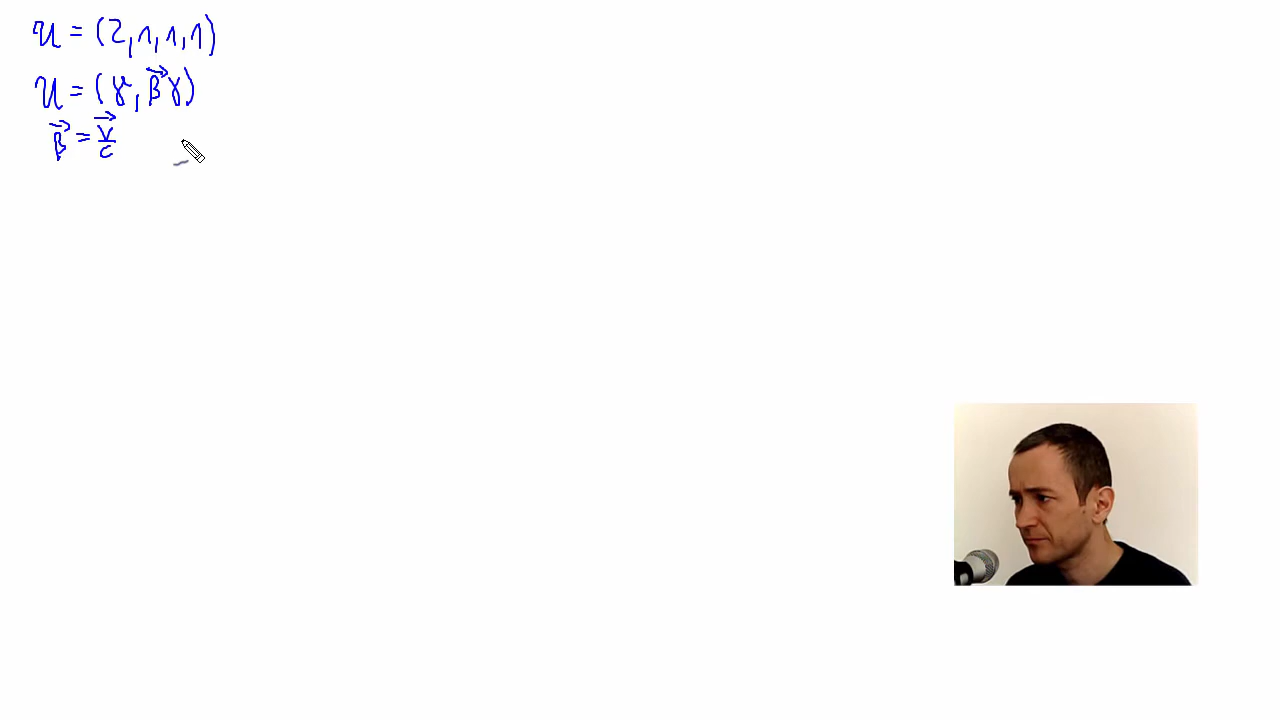 u = (2,1,1,1)
u = (γ, β⃗γ)
β⃗ = v⃗/c